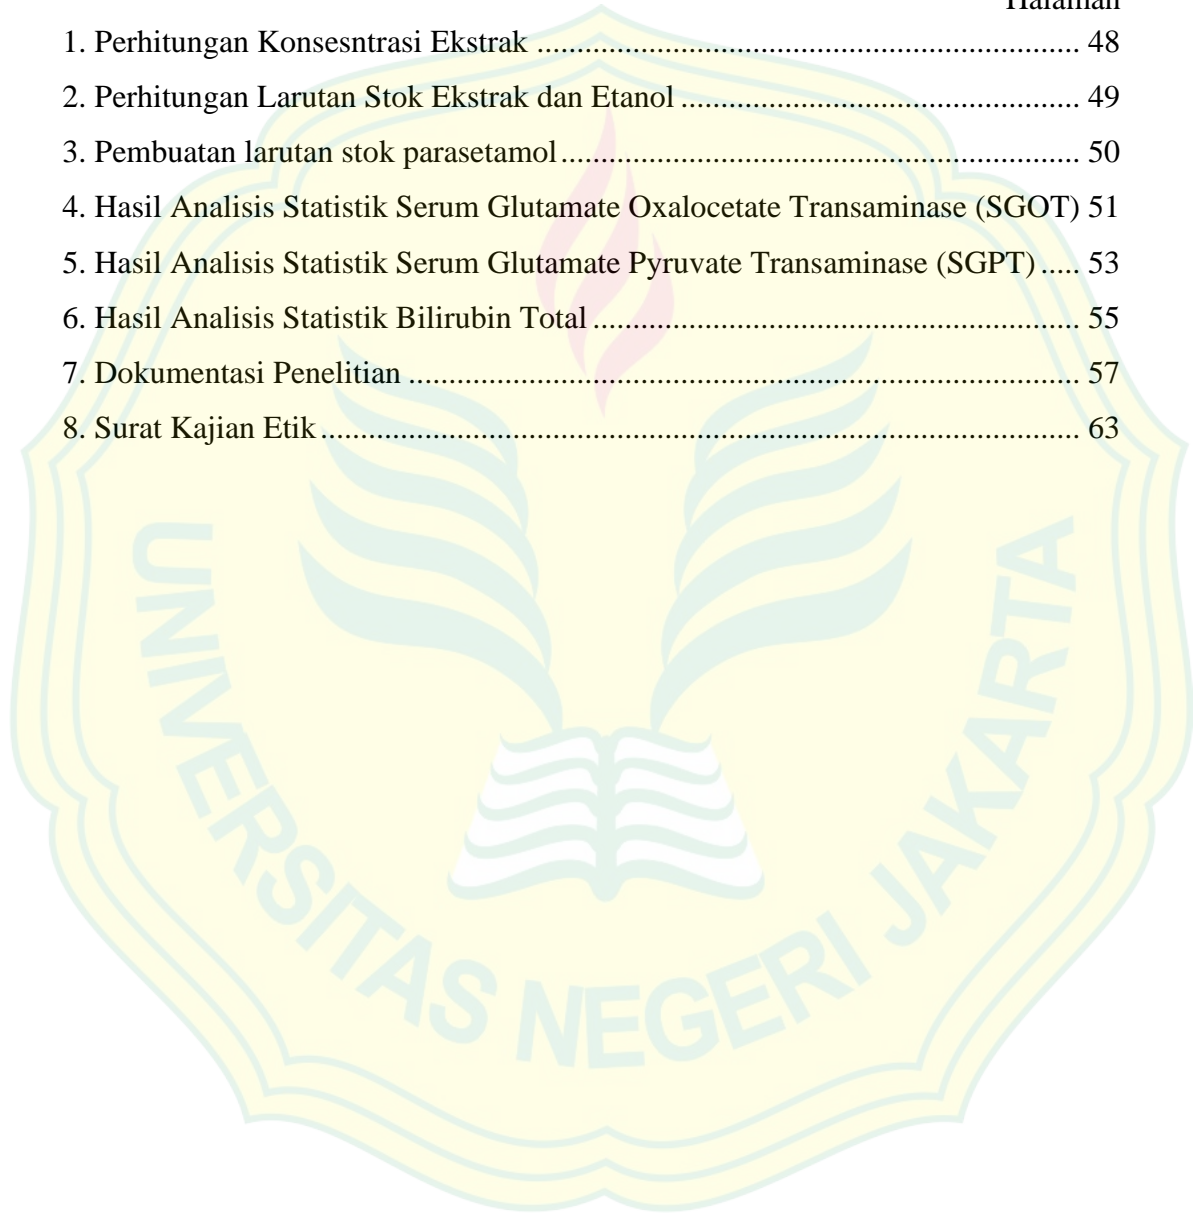 Halaman
1. Perhitungan Konsesntrasi Ekstrak ..................................................................... 48
2. Perhitungan Larutan Stok Ekstrak dan Etanol ................................................... 49
3. Pembuatan larutan stok parasetamol .................................................................. 50
4. Hasil Analisis Statistik Serum Glutamate Oxalocetate Transaminase (SGOT) 51
5. Hasil Analisis Statistik Serum Glutamate Pyruvate Transaminase (SGPT) ..... 53
6. Hasil Analisis Statistik Bilirubin Total .............................................................. 55
7. Dokumentasi Penelitian ..................................................................................... 57
8. Surat Kajian Etik ................................................................................................ 63
UNIVERSITAS NEGERI JAKARTA